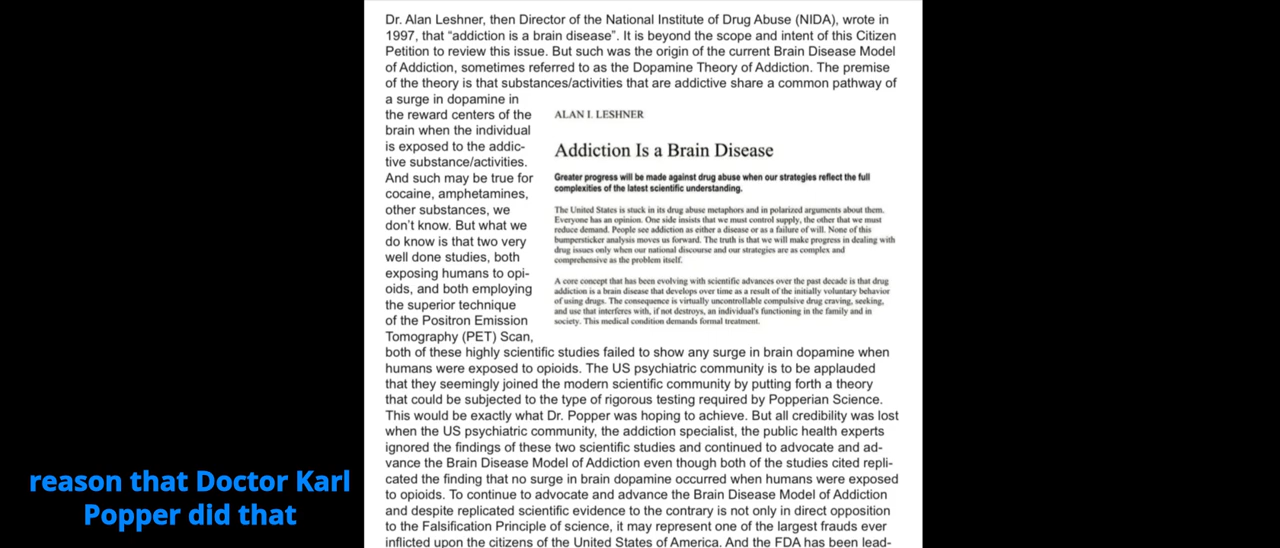 Dr. Alan Leshner, then Director of the National Institute of Drug Abuse (NIDA), wrote in
1997, that “addiction is a brain disease”. It is beyond the scope and intent of this Citizen
Petition to review this issue. But such was the origin of the current Brain Disease Model
of Addiction, sometimes referred to as the Dopamine Theory of Addiction. The premise
of the theory is that substances/activities that are addictive share a common pathway of
a surge in dopamine in
the reward centers of the
brain when the individual
is exposed to the addic-
tive substance/activities.
And such may be true for
cocaine, amphetamines,
other substances, we
don’t know. But what we
do know is that two very
well done studies, both
exposing humans to opi-
oids, and both employing
the superior technique
of the Positron Emission
Tomography (PET) Scan,
ALAN I. LESHNER
Addiction Is a Brain Disease
Greater progress will be made against drug abuse when our strategies reflect the full
complexities of the latest scientific understanding.
The United States is stuck in its drug abuse metaphors and in polarized arguments about them.
Everyone has an opinion. One side insists that we must control supply, the other that we must
reduce demand. People see addiction as either a disease or as a failure of will. None of this
bumpersticker analysis moves us forward. The truth is that we will make progress in dealing with
drug issues only when our national discourse and our strategies are as complex and
comprehensive as the problem itself.
A core concept that has been evolving with scientific advances over the past decade is that drug
addiction is a brain disease that develops over time as a result of the initially voluntary behavior
of using drugs. The consequence is virtually uncontrollable compulsive drug craving, seeking,
and use that interferes with, if not destroys, an individual's functioning in the family and in
society. This medical condition demands formal treatment.
both of these highly scientific studies failed to show any surge in brain dopamine when
humans were exposed to opioids. The US psychiatric community is to be applauded
that they seemingly joined the modern scientific community by putting forth a theory
that could be subjected to the type of rigorous testing required by Popperian Science.
This would be exactly what Dr. Popper was hoping to achieve. But all credibility was lost
when the US psychiatric community, the addiction specialist, the public health experts
ignored the findings of these two scientific studies and continued to advocate and ad-
vance the Brain Disease Model of Addiction even though both of the studies cited repli-
cated the finding that no surge in brain dopamine occurred when humans were exposed
to opioids. To continue to advocate and advance the Brain Disease Model of Addiction
and despite replicated scientific evidence to the contrary is not only in direct opposition
to the Falsification Principle of science, it may represent one of the largest frauds ever
inflicted upon the citizens of the United States of America. And the FDA has been lead-
reason that Doctor Karl
Popper did that